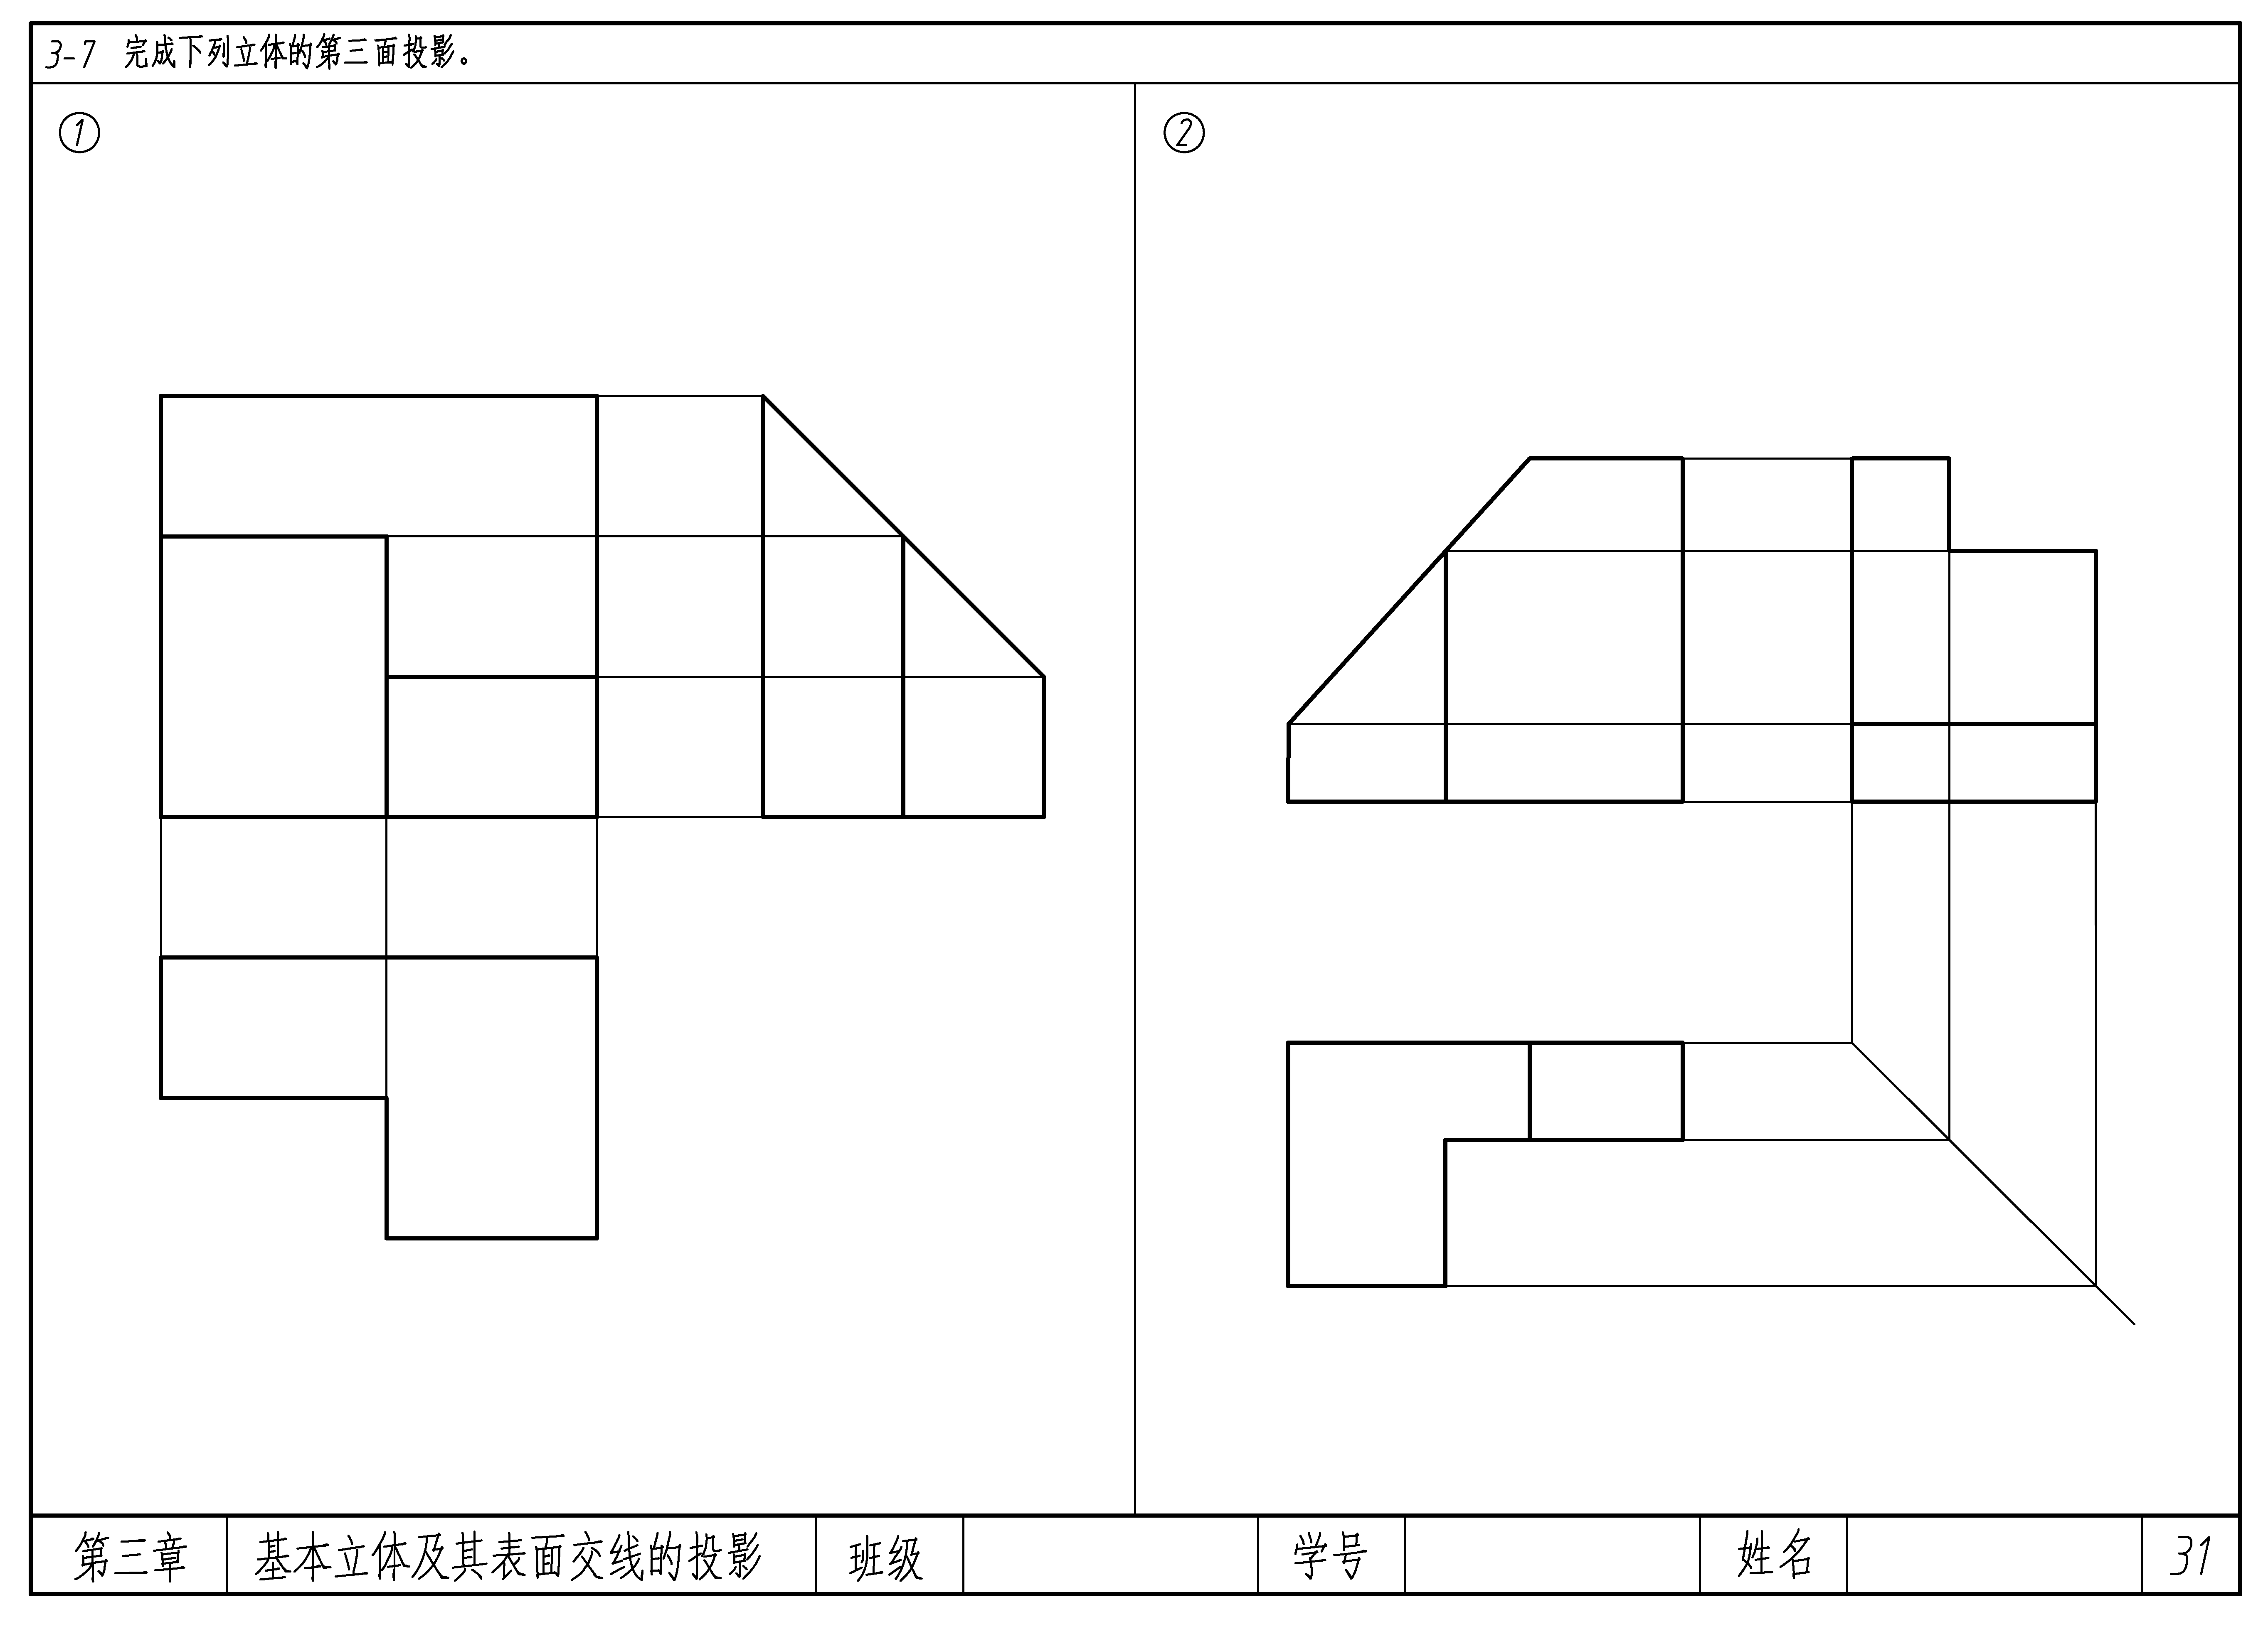 3-7 完成下列立体的第三面投影。
①
②
第三章 基本立体及其表面交线的投影 班级 学号 姓名 31